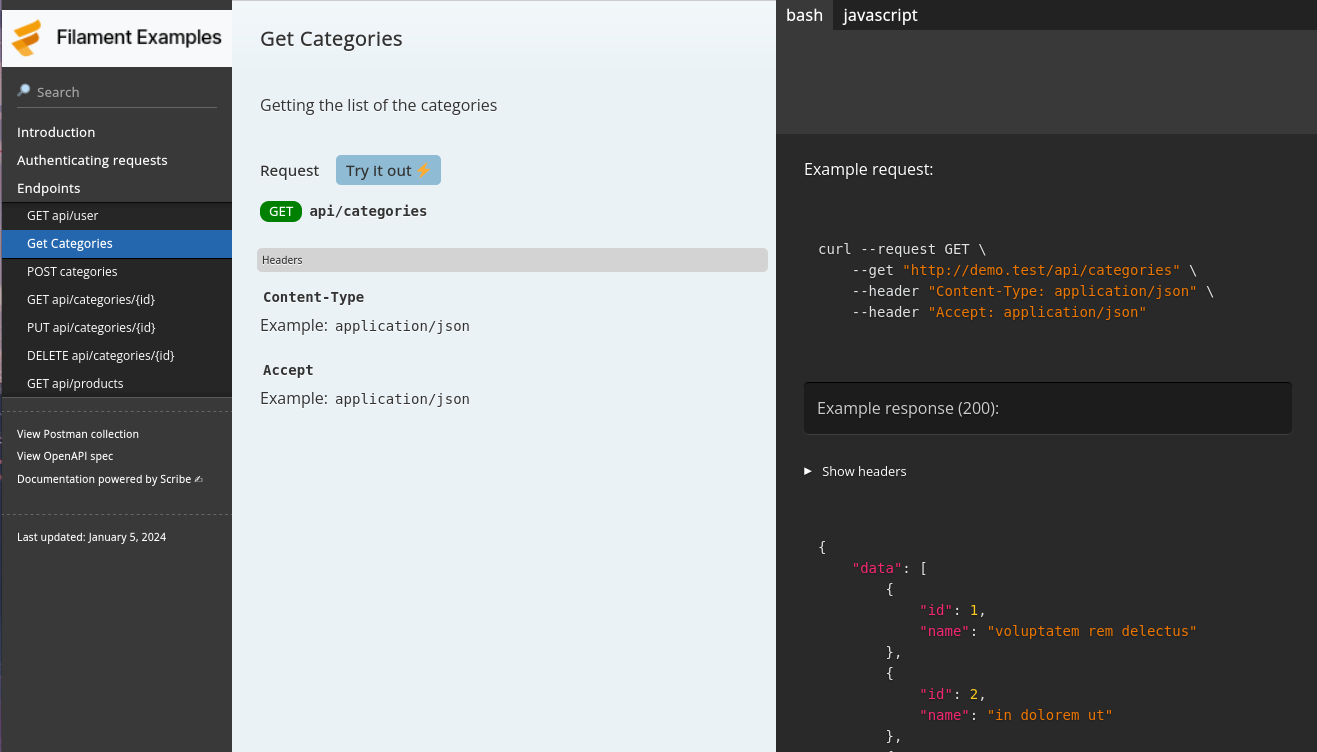 Filament Examples
Search
Introduction
Authenticating requests
Endpoints
GET api/user
Get Categories
POST categories
GET api/categories/{id}
PUT api/categories/{id}
DELETE api/categories/{id}
GET api/products
View Postman collection
View OpenAPI spec
Documentation powered by Scribe ✍
Last updated: January 5, 2024
Get Categories
Getting the list of the categories
Request Try it out ⚡
GET api/categories
Headers
Content-Type
Example: application/json
Accept
Example: application/json
bash javascript
Example request:
curl --request GET \
    --get "http://demo.test/api/categories" \
    --header "Content-Type: application/json" \
    --header "Accept: application/json"
Example response (200):
Show headers
{
    "data": [
        {
            "id": 1,
            "name": "voluptatem rem delectus"
        },
        {
            "id": 2,
            "name": "in dolorem ut"
        },